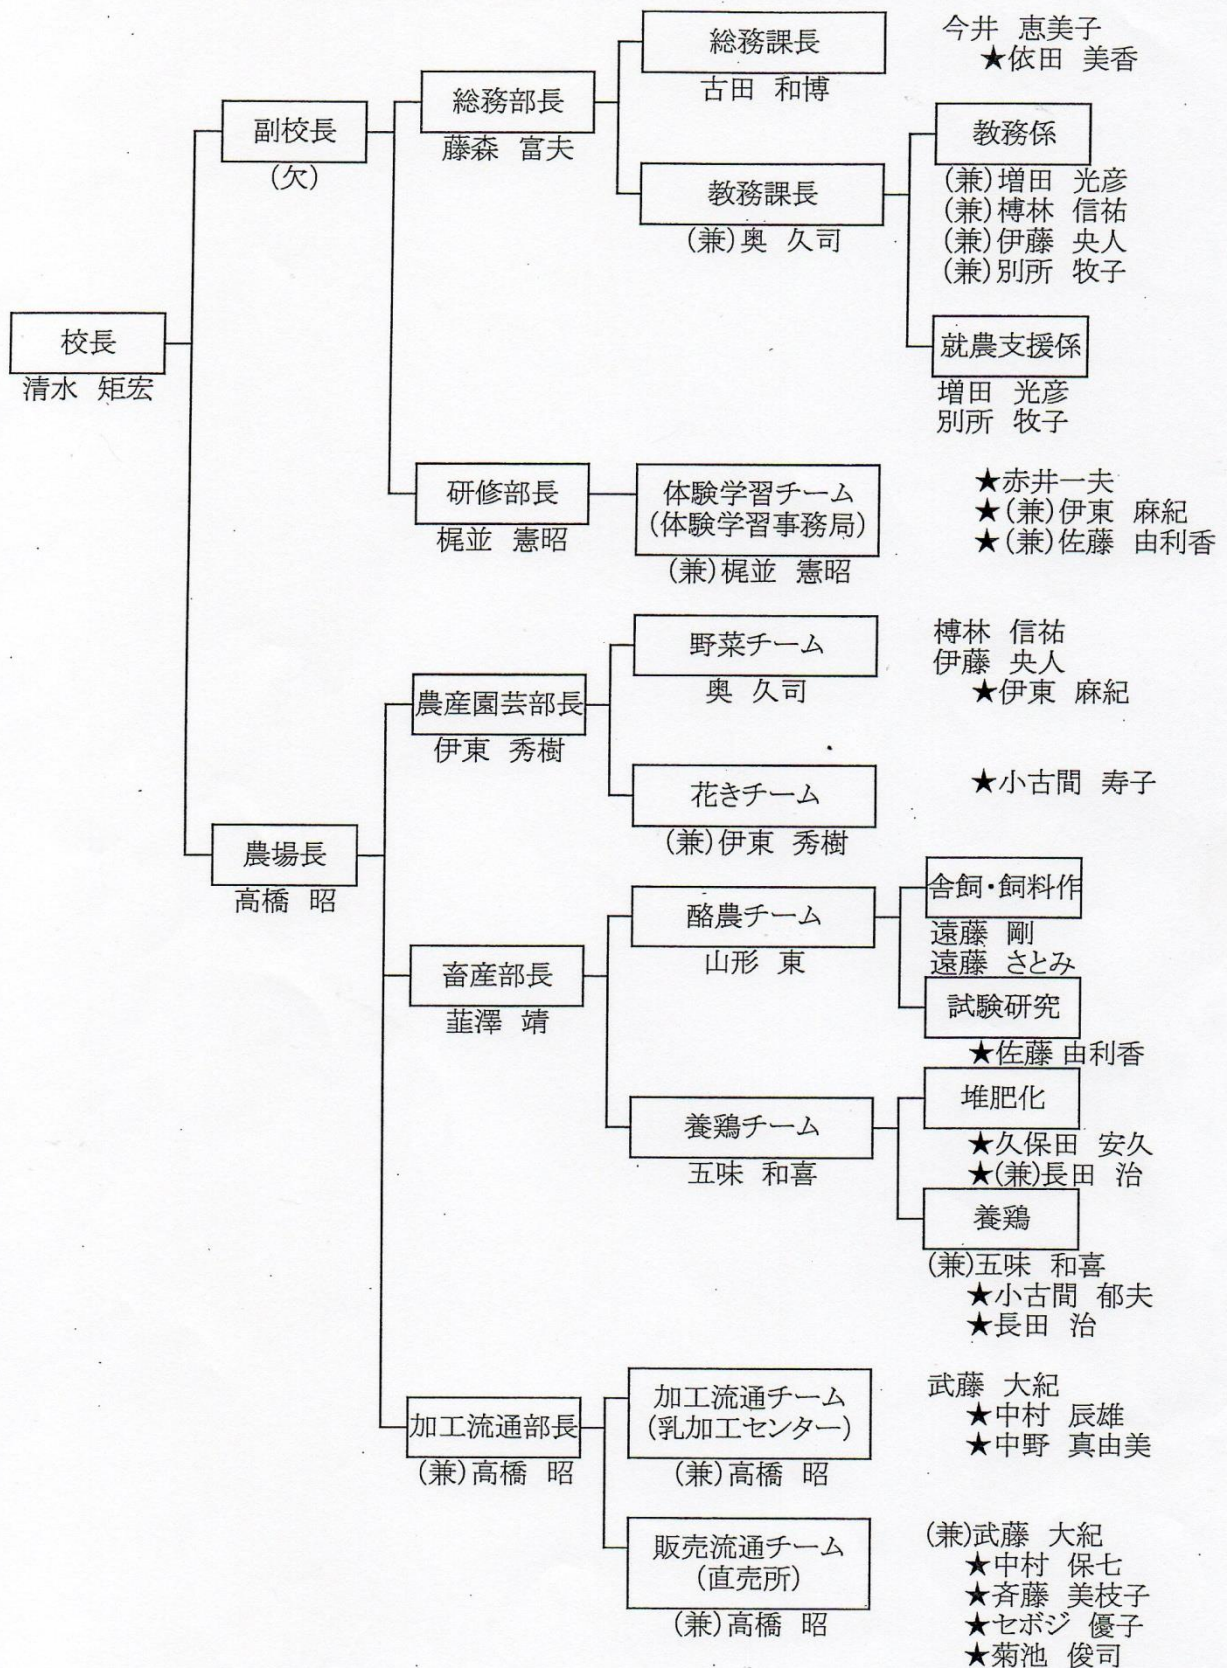 校長
清水 矩宏
副校長
(欠)
総務部長
藤森 富夫
総務課長
古田 和博
今井 恵美子
★依田 美香
教務課長
(兼)奥 久司
教務係
(兼)増田 光彦
(兼)榑林 信祐
(兼)伊藤 央人
(兼)別所 牧子
就農支援係
増田 光彦
別所 牧子
研修部長
梶並 憲昭
体験学習チーム
(体験学習事務局)
(兼)梶並 憲昭
★赤井一夫
★(兼)伊東 麻紀
★(兼)佐藤 由利香
農場長
高橋 昭
農産園芸部長
伊東 秀樹
野菜チーム
奥 久司
榑林 信祐
伊藤 央人
★伊東 麻紀
花きチーム
(兼)伊東 秀樹
★小古間 寿子
畜産部長
韮澤 靖
酪農チーム
山形 東
舎飼・飼料作
遠藤 剛
遠藤 さとみ
試験研究
★佐藤 由利香
養鶏チーム
五味 和喜
堆肥化
★久保田 安久
★(兼)長田 治
養鶏
(兼)五味 和喜
★小古間 郁夫
★長田 治
加工流通部長
(兼)高橋 昭
加工流通チーム
(乳加工センター)
(兼)高橋 昭
武藤 大紀
★中村 辰雄
★中野 真由美
販売流通チーム
(直売所)
(兼)高橋 昭
(兼)武藤 大紀
★中村 保七
★斉藤 美枝子
★セボジ 優子
★菊池 俊司